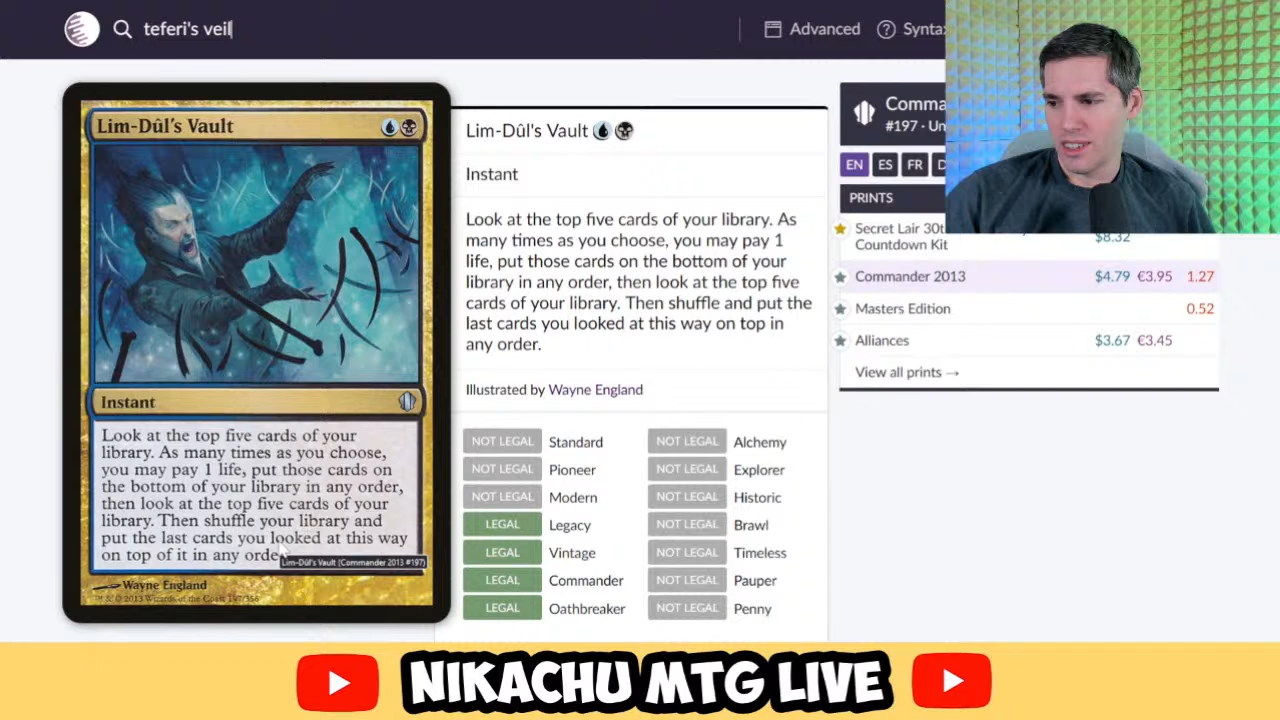 teferi's veil
Advanced
Synta
Lim-Dûl's Vault
Instant
Look at the top five cards of your
library. As many times as you choose,
you may pay 1 life, put those cards on
the bottom of your library in any order,
then look at the top five cards of your
library. Then shuffle your library and
put the last cards you looked at this way
on top of it in any orde
Lim-Dûl's Vault (Commander 2013 #197)
Wayne England
Lim-Dûl's Vault
Instant
Look at the top five cards of your library. As
many times as you choose, you may pay 1
life, put those cards on the bottom of your
library in any order, then look at the top five
cards of your library. Then shuffle and put the
last cards you looked at this way on top in
any order.
Illustrated by Wayne England
NOT LEGAL Standard NOT LEGAL Alchemy
NOT LEGAL Pioneer NOT LEGAL Explorer
NOT LEGAL Modern NOT LEGAL Historic
LEGAL Legacy NOT LEGAL Brawl
LEGAL Vintage NOT LEGAL Timeless
LEGAL Commander NOT LEGAL Pauper
LEGAL Oathbreaker NOT LEGAL Penny
Comma
#197 · Un
EN ES FR D
PRINTS
Secret Lair 30t
Countdown Kit $8.32
Commander 2013 $4.79 €3.95 1.27
Masters Edition 0.52
Alliances $3.67 €3.45
View all prints →
NIKACHU MTG LIVE